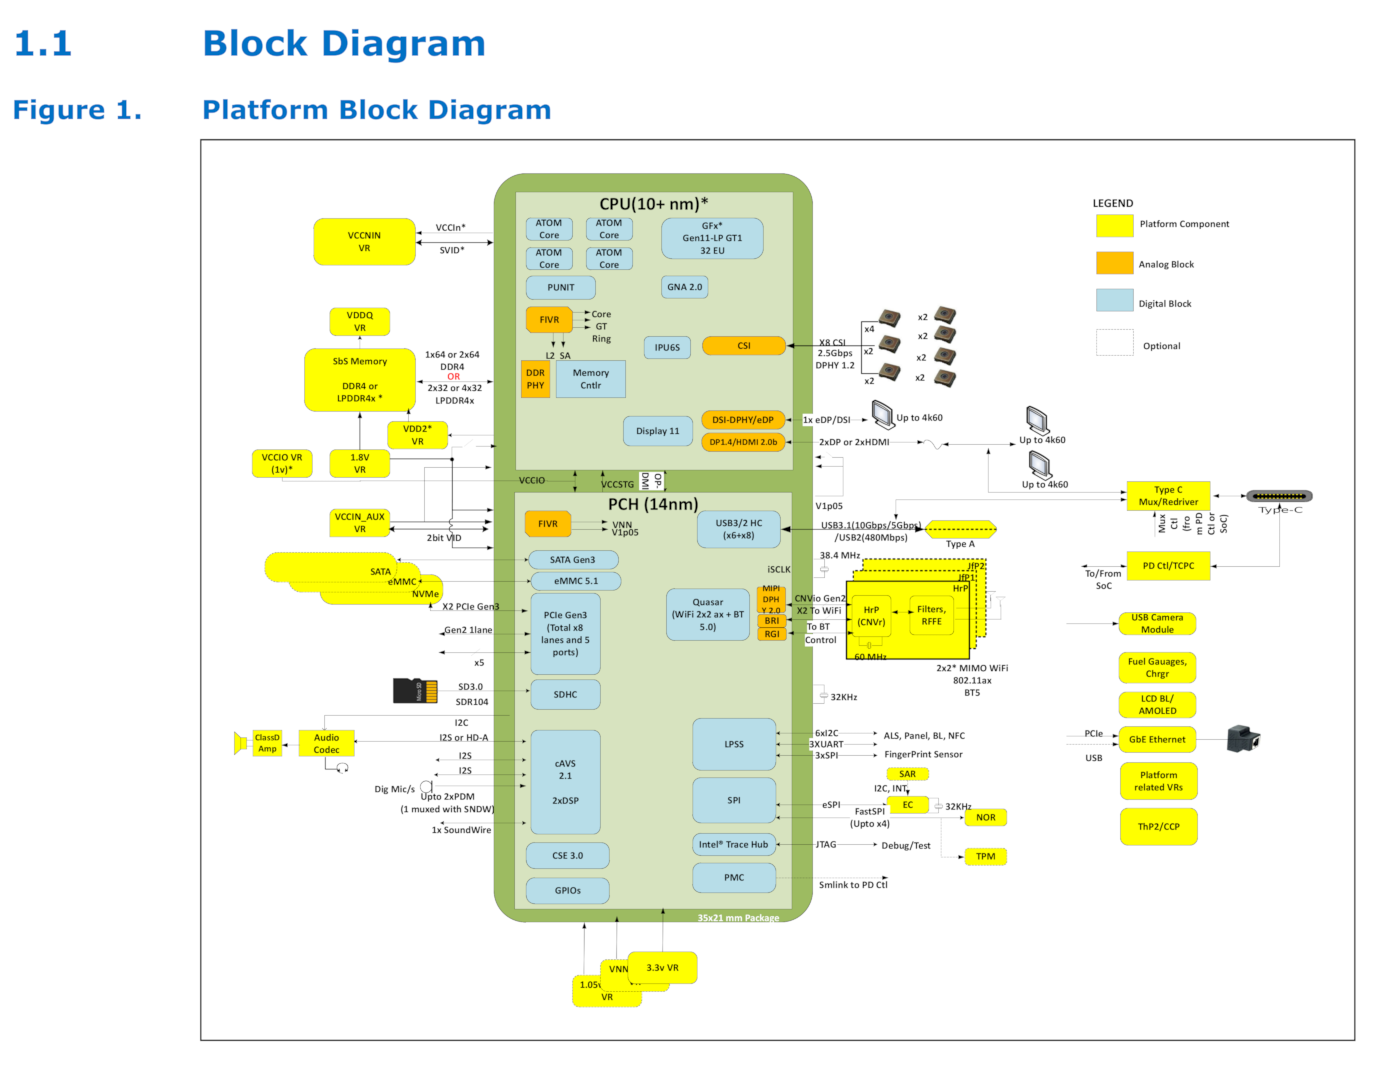 1.1 Block Diagram
Figure 1. Platform Block Diagram
CPU(10+ nm)*
ATOM
Core
ATOM
Core
ATOM
Core
ATOM
Core
GFx*
Gen11-LP GT1
32 EU
PUNIT
GNA 2.0
FIVR
Core
GT
Ring
L2 SA
IPU6S
CSI
DDR
PHY
Memory
Cntlr
Display 11
DSI-DPHY/eDP
DP1.4/HDMI 2.0b
VCCNIN
VR
VCCIn*
SVID*
VDDQ
VR
SbS Memory
DDR4 or
LPDDR4x *
1x64 or 2x64
DDR4
OR
2x32 or 4x32
LPDDR4x
VDD2*
VR
VCCIO VR
(1v)*
1.8V
VR
VCCIN_AUX
VR
2bit VID
VCCIO
VCCSTG
OP-
DMI
V1p05
X8 CSI
2.5Gbps
DPHY 1.2
x4
x2
x2
x2
x2
x2
x2
1x eDP/DSI
Up to 4k60
2xDP or 2xHDMI
Up to 4k60
Up to 4k60
LEGEND
Platform Component
Analog Block
Digital Block
Optional
PCH (14nm)
FIVR
VNN
V1p05
USB3/2 HC
(x6+x8)
USB3.1(10Gbps/5Gbps)
/USB2(480Mbps)
Type A
Type C
Mux/Redriver
Type-C
Mux
Ctl
(fro
m PD
Ctl or
SoC)
PD Ctl/TCPC
To/From
SoC
SATA Gen3
eMMC 5.1
SATA
eMMC
NVMe
X2 PCIe Gen3
Gen2 1lane
x5
PCIe Gen3
(Total x8
lanes and 5
ports)
iSCLK
38.4 MHz
Quasar
(WiFi 2x2 ax + BT
5.0)
MIPI
DPH
Y 2.0
BRI
RGI
CNVio Gen2
X2 To WiFi
To BT
Control
JfP2
JfP1
HrP
HrP
(CNVr)
Filters,
RFFE
60 MHz
2x2* MIMO WiFi
802.11ax
BT5
32KHz
SD3.0
SDR104
Micro SD
SDHC
I2C
I2S or HD-A
I2S
I2S
ClassD
Amp
Audio
Codec
Dig Mic/s
Upto 2xPDM
(1 muxed with SNDW)
1x SoundWire
cAVS
2.1
2xDSP
CSE 3.0
GPIOs
LPSS
6xI2C
3XUART
3xSPI
ALS, Panel, BL, NFC
FingerPrint Sensor
SAR
I2C, INT
SPI
eSPI
EC
32KHz
FastSPI
(Upto x4)
NOR
TPM
Intel® Trace Hub
JTAG
Debug/Test
PMC
Smlink to PD Ctl
35x21 mm Package
1.05v
VR
VNN
VR
3.3v VR
USB Camera
Module
Fuel Gauages,
Chrgr
LCD BL/
AMOLED
PCIe
USB
GbE Ethernet
Platform
related VRs
ThP2/CCP